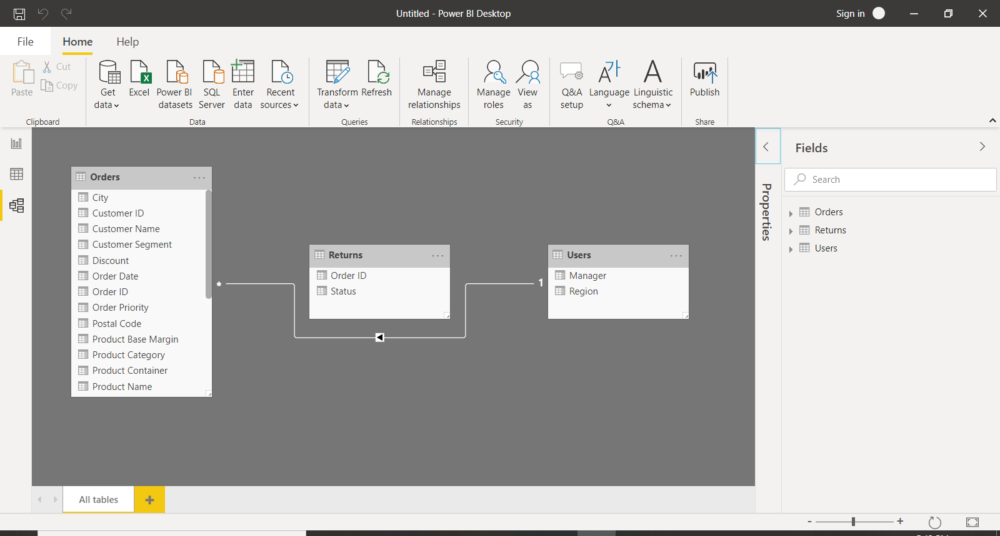 Untitled - Power BI Desktop
Sign in
File
Home
Help
Paste
Cut
Copy
Get data
Excel
Power BI datasets
SQL Server
Enter data
Recent sources
Transform data
Refresh
Manage relationships
Manage roles
View as
Q&A setup
Language
Linguistic schema
Publish
Clipboard
Data
Queries
Relationships
Security
Q&A
Share
Orders
City
Customer ID
Customer Name
Customer Segment
Discount
Order Date
Order ID
Order Priority
Postal Code
Product Base Margin
Product Category
Product Container
Product Name
*
Returns
Order ID
Status
1
Users
Manager
Region
Properties
Fields
Search
Orders
Returns
Users
All tables
+
- +